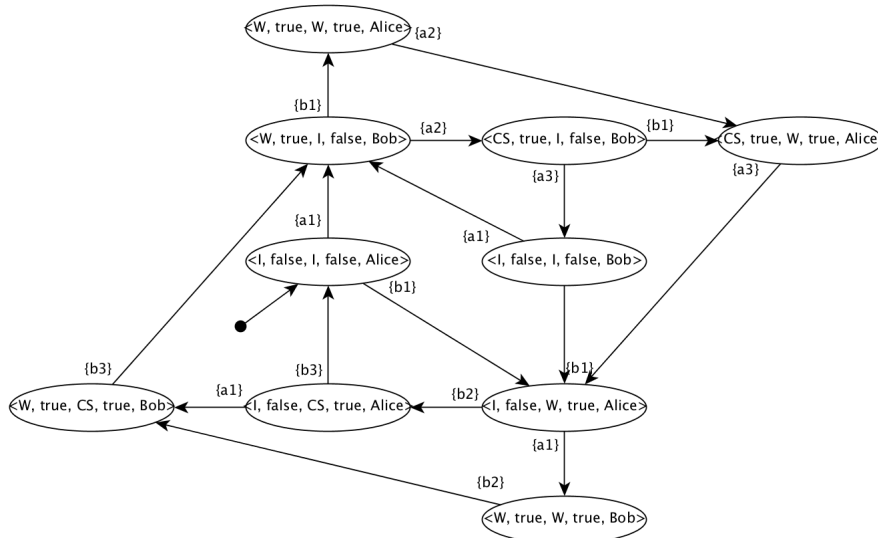 <W, true, W, true, Alice>
{a2}
{b1}
<W, true, I, false, Bob>
{a2}
<CS, true, I, false, Bob>
{b1}
<CS, true, W, true, Alice>
{a3}
{a3}
{a1}
{a1}
<I, false, I, false, Alice>
<I, false, I, false, Bob>
{b1}
{b3}
{b3}
{b1}
<W, true, CS, true, Bob>
{a1}
<I, false, CS, true, Alice>
{b2}
<I, false, W, true, Alice>
{a1}
{b2}
<W, true, W, true, Bob>